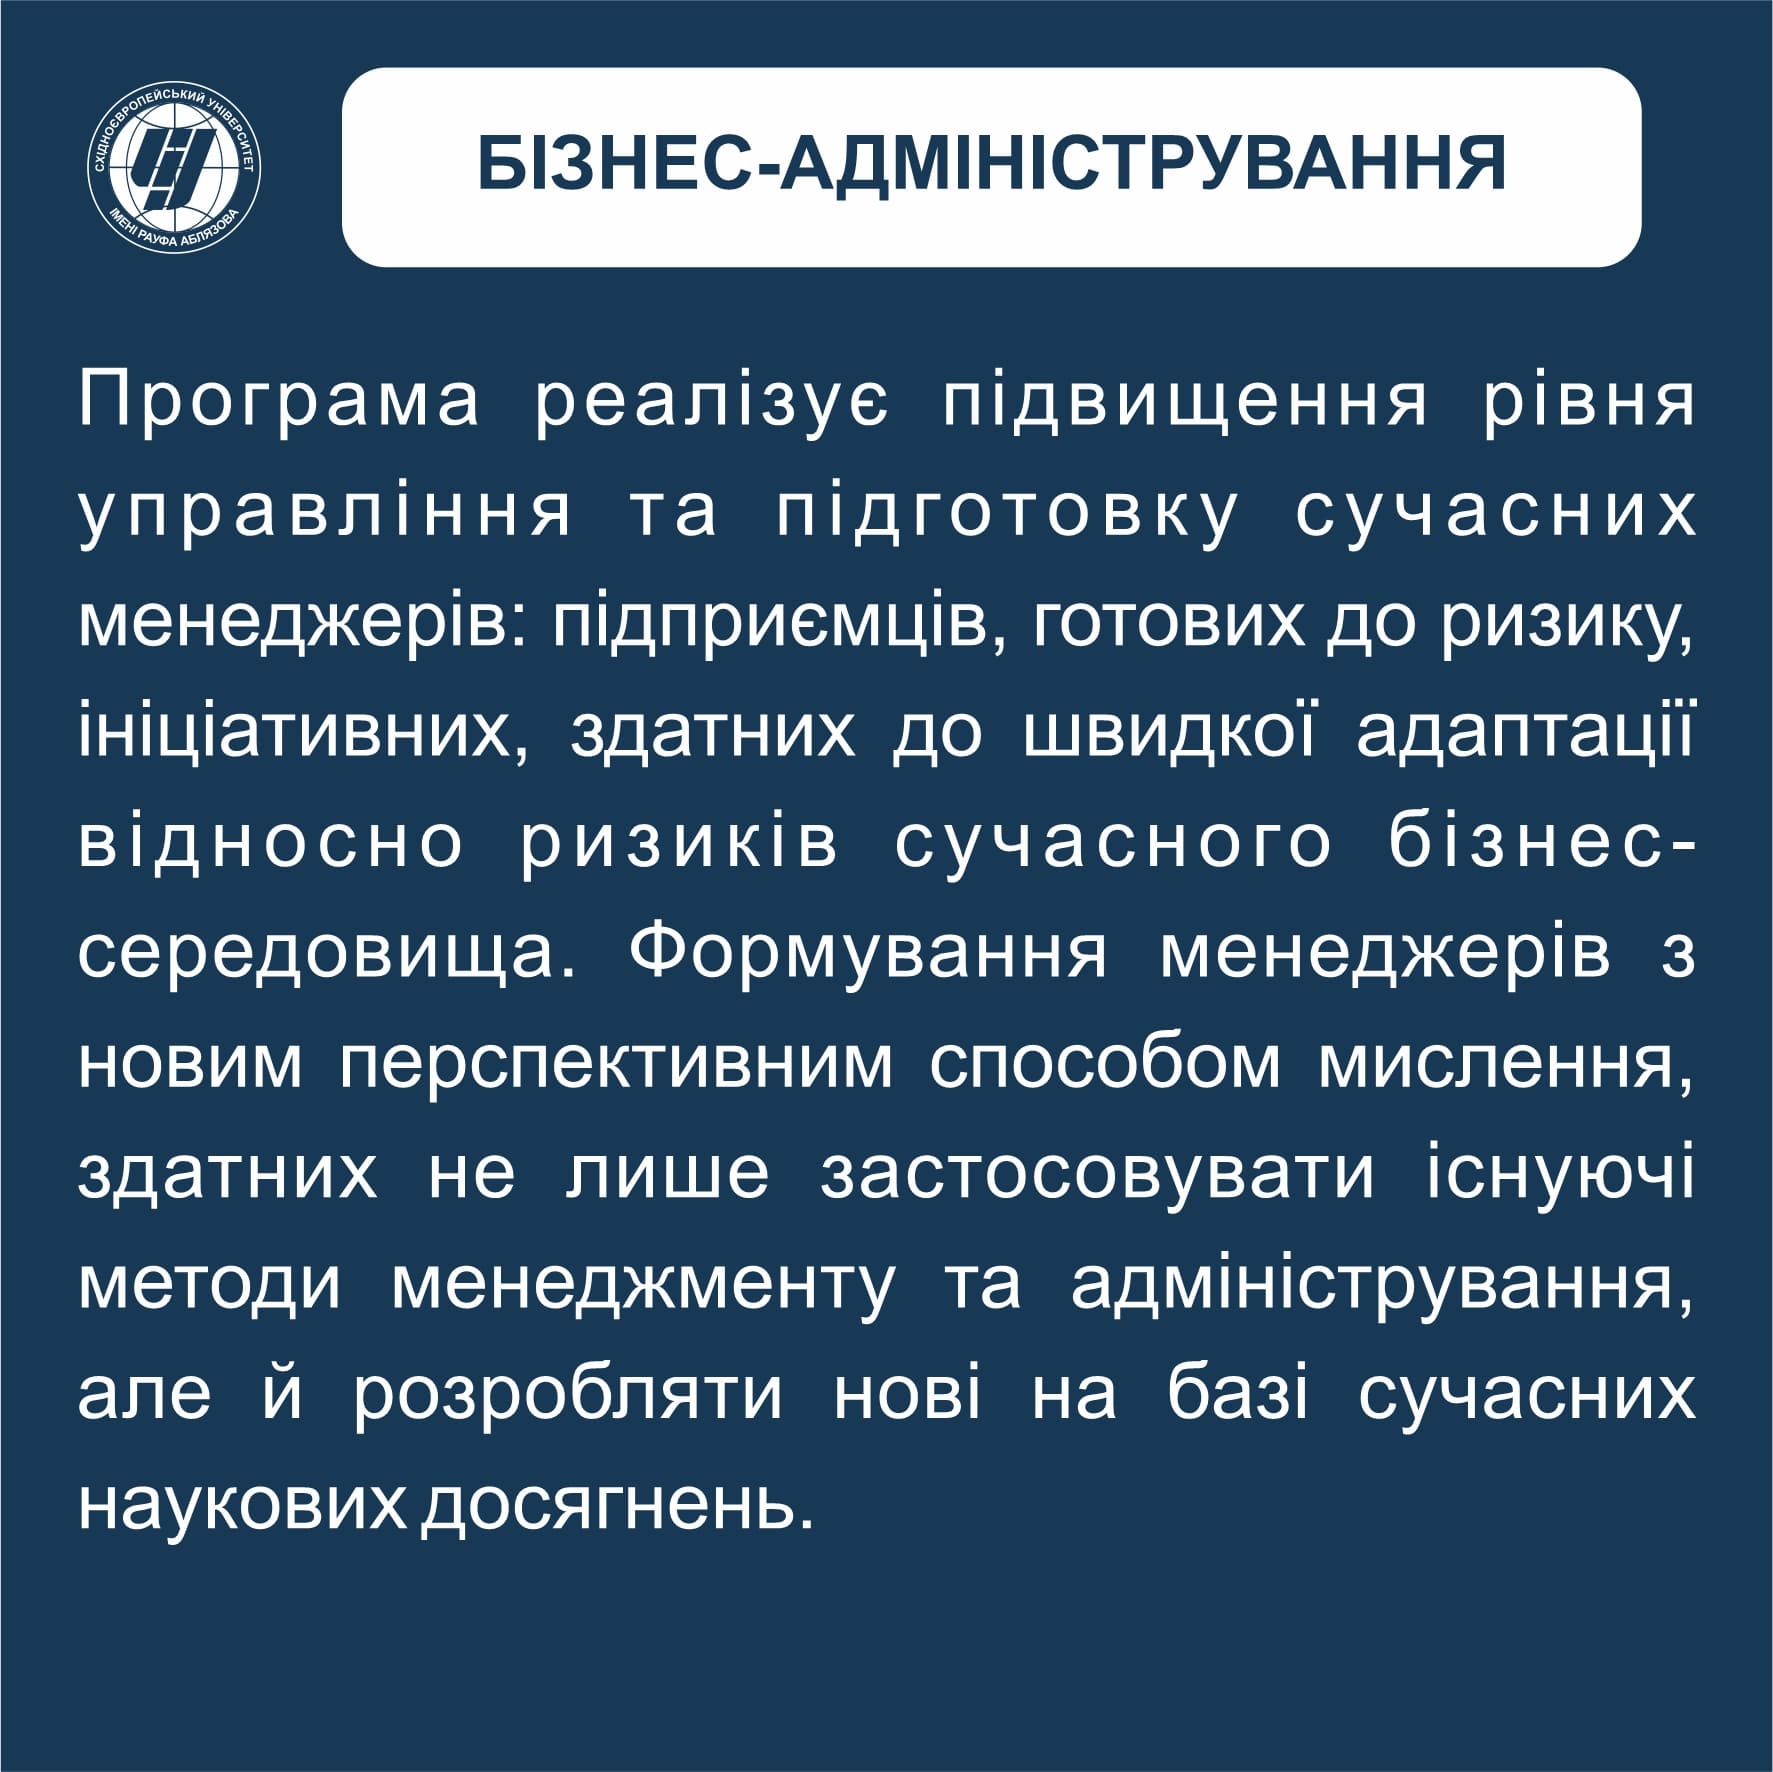 СХІДНОЄВРОПЕЙСЬКИЙ УНІВЕРСИТЕТ
ІМЕНІ РАУФА АБЛЯЗОВА
БІЗНЕС-АДМІНІСТРУВАННЯ
Програма реалізує підвищення рівня
управління та підготовку сучасних
менеджерів: підприємців, готових до ризику,
ініціативних, здатних до швидкої адаптації
відносно ризиків сучасного бізнес-
середовища. Формування менеджерів з
новим перспективним способом мислення,
здатних не лише застосовувати існуючі
методи менеджменту та адміністрування,
але й розробляти нові на базі сучасних
наукових досягнень.